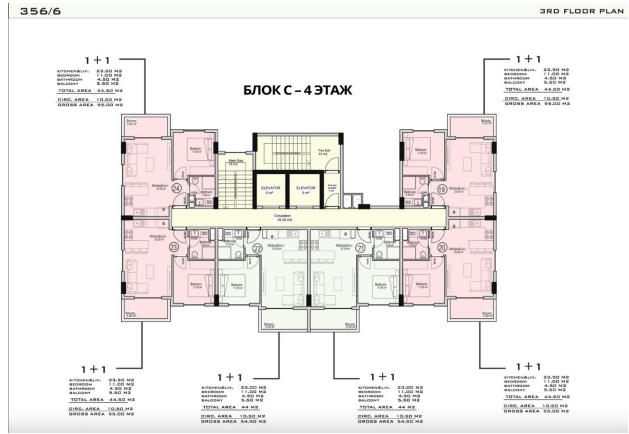 356/6
3RD FLOOR PLAN
1+1
KITCHEN&LIV. 23.50 M2
BEDROOM 11.00 M2
BATHROOM 4.50 M2
BALCONY 5.50 M2
TOTAL AREA 44.50 M2
CIRC. AREA 10.50 M2
GROSS AREA 55.00 M2
1+1
KITCHEN&LIV. 23.50 M2
BEDROOM 11.00 M2
BATHROOM 4.50 M2
BALCONY 5.50 M2
TOTAL AREA 44.50 M2
CIRC. AREA 10.50 M2
GROSS AREA 55.00 M2
БЛОК С – 4 ЭТАЖ
Main Stair
Fire Exit
ELEVATOR
ELEVATOR
24
19
Circulation
23
22
21
20
1+1
KITCHEN&LIV. 23.50 M2
BEDROOM 11.00 M2
BATHROOM 4.50 M2
BALCONY 5.50 M2
TOTAL AREA 44.50 M2
CIRC. AREA 10.50 M2
GROSS AREA 55.00 M2
1+1
KITCHEN&LIV. 23.00 M2
BEDROOM 11.00 M2
BATHROOM 4.50 M2
BALCONY 5.50 M2
TOTAL AREA 44 M2
CIRC. AREA 10.50 M2
GROSS AREA 54.50 M2
1+1
KITCHEN&LIV. 23.00 M2
BEDROOM 11.00 M2
BATHROOM 4.50 M2
BALCONY 5.50 M2
TOTAL AREA 44 M2
CIRC. AREA 10.50 M2
GROSS AREA 54.50 M2
1+1
KITCHEN&LIV. 23.50 M2
BEDROOM 11.00 M2
BATHROOM 4.50 M2
BALCONY 5.50 M2
TOTAL AREA 44.50 M2
CIRC. AREA 10.50 M2
GROSS AREA 55.00 M2